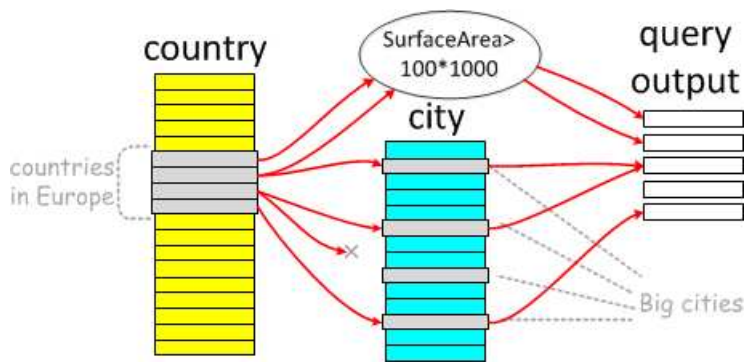 country
SurfaceArea>
100*1000
query
output
city
countries
in Europe
Big cities